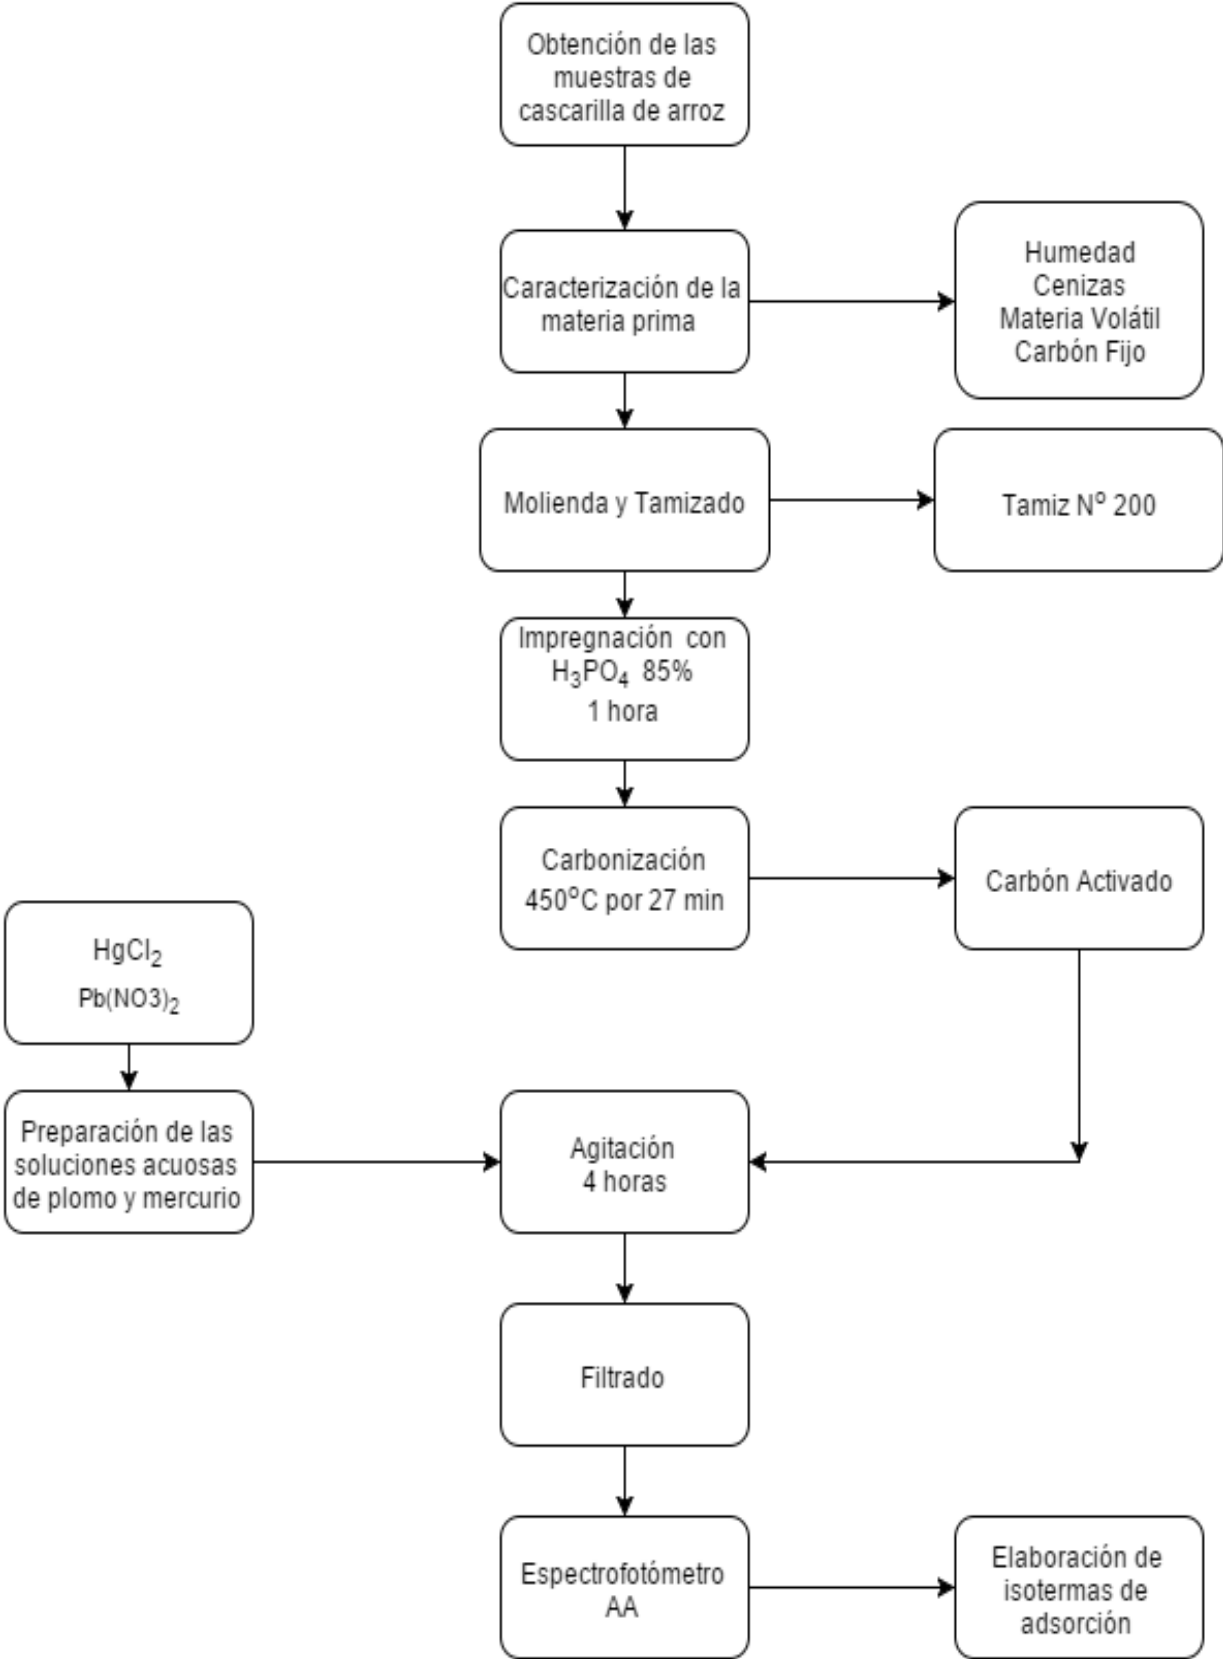 Obtención de las
muestras de
cascarilla de arroz
Caracterización de la
materia prima
Humedad
Cenizas
Materia Volátil
Carbón Fijo
Molienda y Tamizado
Tamiz Nº 200
Impregnación con
H₃PO₄ 85%
1 hora
Carbonización
450ºC por 27 min
Carbón Activado
HgCl₂
Pb(NO3)₂
Preparación de las
soluciones acuosas
de plomo y mercurio
Agitación
4 horas
Filtrado
Espectrofotómetro
AA
Elaboración de
isotermas de
adsorción